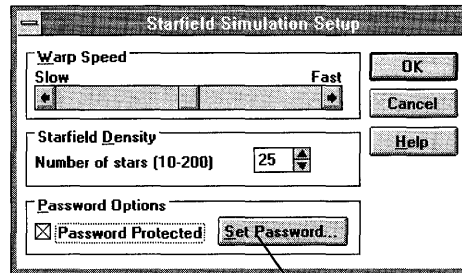 Starfield Simulation Setup
Warp Speed
Slow Fast
OK
Cancel
Help
Starfield Density
Number of stars (10-200) 25
Password Options
Password Protected Set Password...